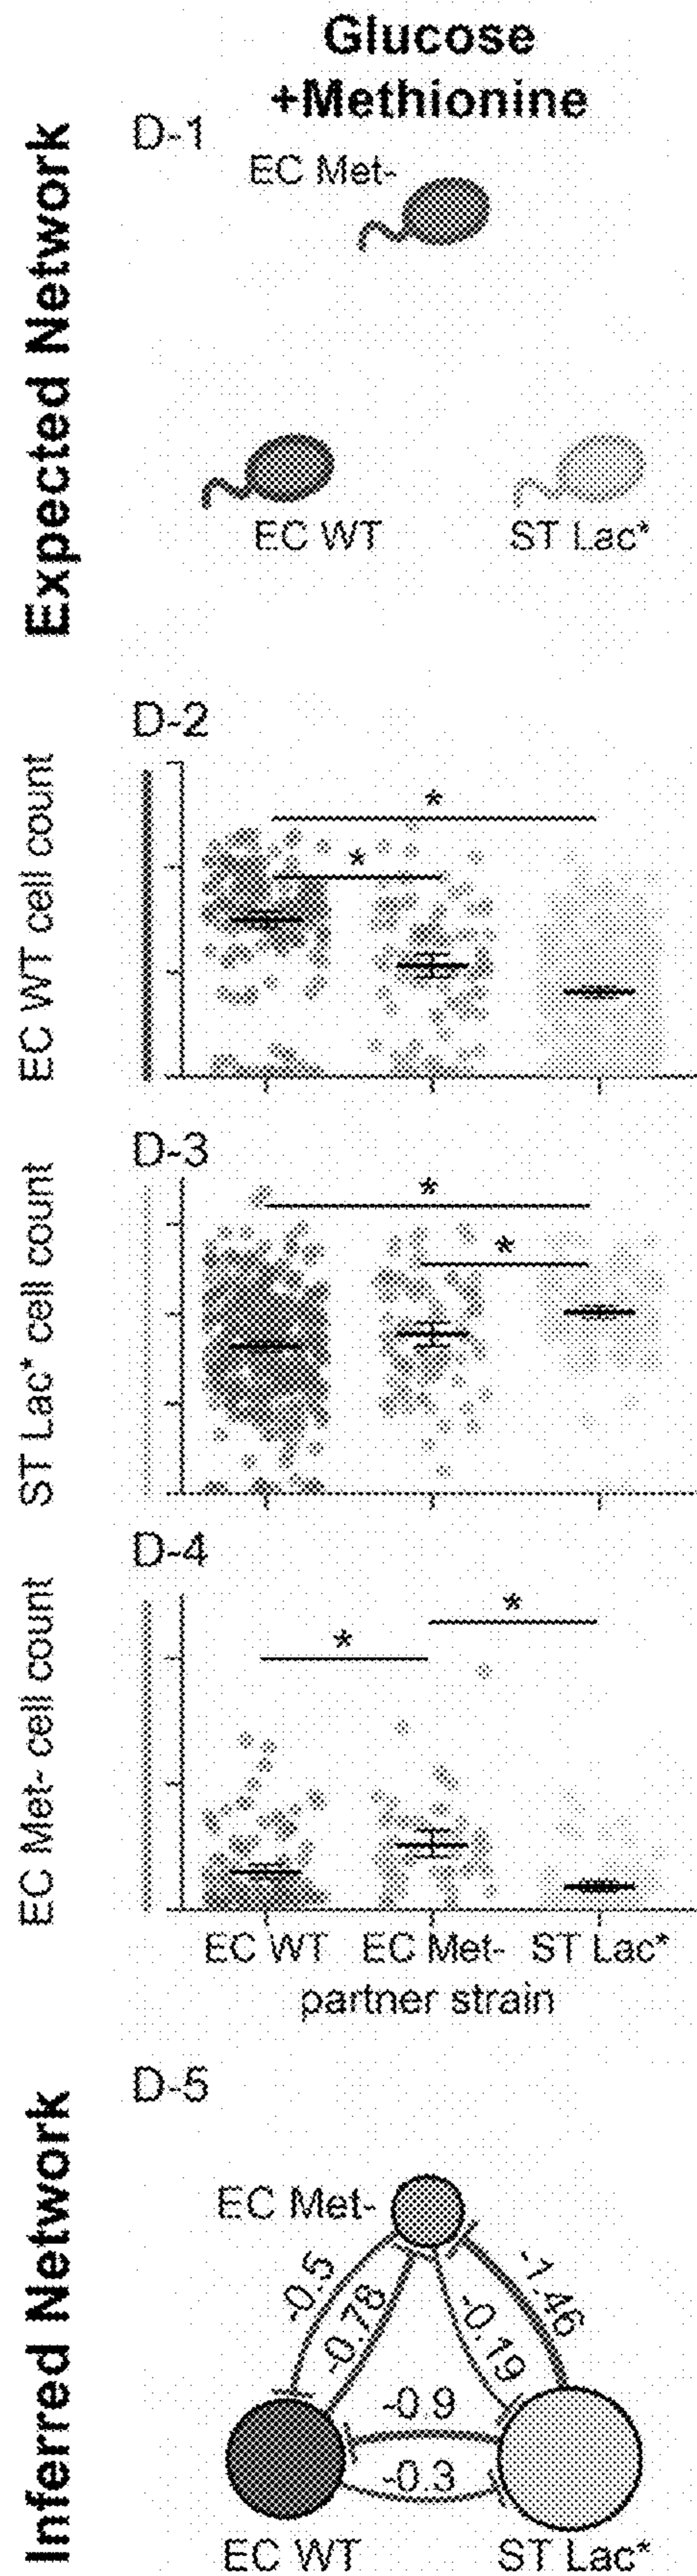 Glucose
+Methionine
Expected Network
D-1
EC Met-
EC WT
ST Lac*
D-2
EC WT cell count
*
*
D-3
ST Lac* cell count
*
*
D-4
EC Met- cell count
*
*
EC WT EC Met- ST Lac*
partner strain
Inferred Network
D-5
EC Met-
-0.5
-0.78
-0.19
-1.46
-0.9
-0.3
EC WT
ST Lac*